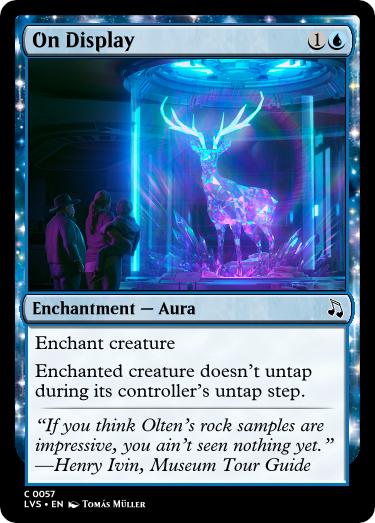 On Display 1
Enchantment — Aura
Enchant creature
Enchanted creature doesn't untap
during its controller's untap step.
"If you think Olten's rock samples are
impressive, you ain't seen nothing yet."
—Henry Ivin, Museum Tour Guide
C 0057
LVS • EN Tomás Müller